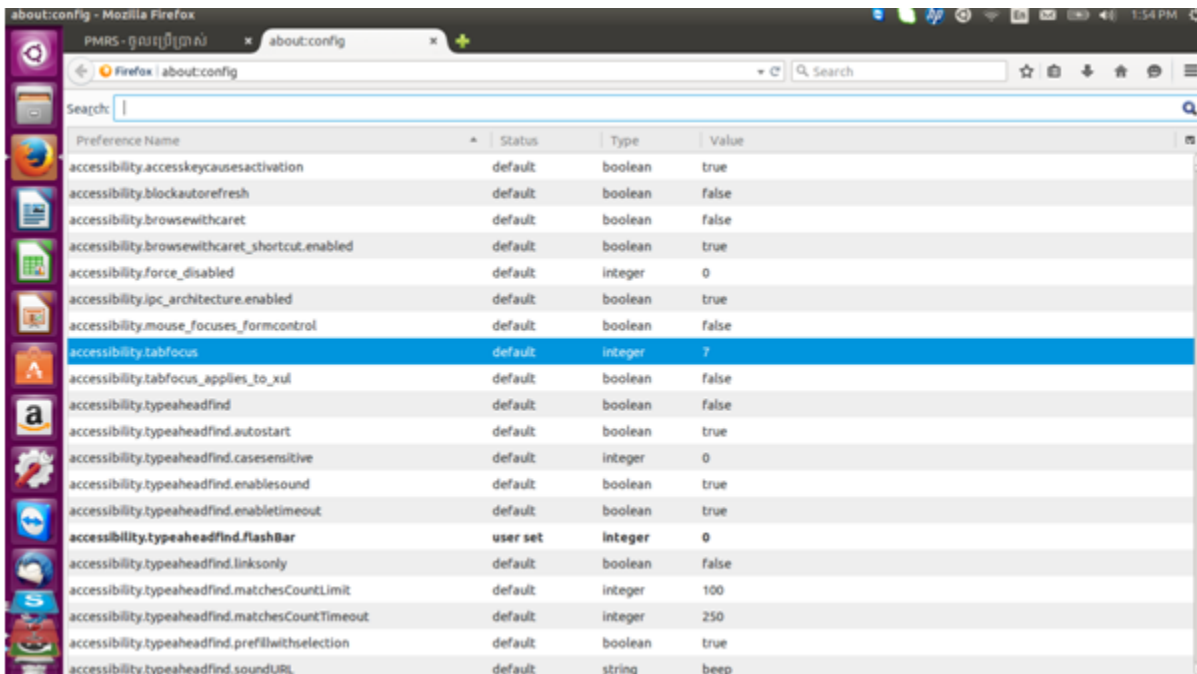 about:config - Mozilla Firefox En 1:54 PM
PMRS - ចូលប្រើប្រាស់ × about:config ×
Firefox about:config Search
Search:
Preference Name Status Type Value
accessibility.accesskeycausesactivation default boolean true
accessibility.blockautorefresh default boolean false
accessibility.browsewithcaret default boolean false
accessibility.browsewithcaret_shortcut.enabled default boolean true
accessibility.force_disabled default integer 0
accessibility.ipc_architecture.enabled default boolean true
accessibility.mouse_focuses_formcontrol default boolean false
accessibility.tabfocus default integer 7
accessibility.tabfocus_applies_to_xul default boolean false
accessibility.typeaheadfind default boolean false
accessibility.typeaheadfind.autostart default boolean true
accessibility.typeaheadfind.casesensitive default integer 0
accessibility.typeaheadfind.enablesound default boolean true
accessibility.typeaheadfind.enabletimeout default boolean true
accessibility.typeaheadfind.flashBar user set integer 0
accessibility.typeaheadfind.linksonly default boolean false
accessibility.typeaheadfind.matchesCountLimit default integer 100
accessibility.typeaheadfind.matchesCountTimeout default integer 250
accessibility.typeaheadfind.prefillwithselection default boolean true
accessibility.typeaheadfind.soundURL default string beep